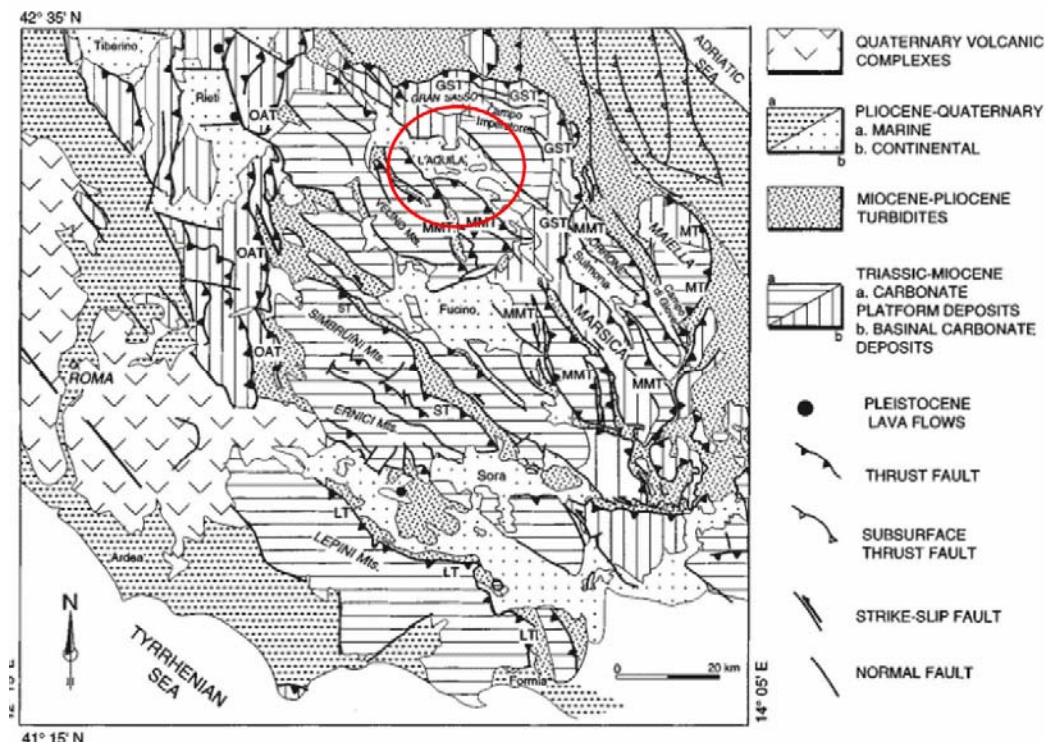 42° 35' N
Tiberino
Rieti
OAT
GST
GRAN SASSO
GST
Campo
Imperatore
GST
ADRIATIC
SEA
L'AQUILA
VELINO Mts.
MMT
MMT
GST
MMT
MAIELLA
MT
MT
MORRONE
Sulmona
OAT
ST
SIMBRUINI Mts.
Fucino
MMT
MARSICA
OAT
MMT
MMT
ROMA
ST
ERNICI Mts.
Sora
LT
LEPINI Mts.
Ardea
LT
LT
N
TYRRHENIAN
SEA
Formia
0 20 km
14° 05' E
41° 15' N
QUATERNARY VOLCANIC
COMPLEXES
a
PLIOCENE-QUATERNARY
a. MARINE
b. CONTINENTAL
b
MIOCENE-PLIOCENE
TURBIDITES
a
TRIASSIC-MIOCENE
a. CARBONATE
PLATFORM DEPOSITS
b. BASINAL CARBONATE
DEPOSITS
b
PLEISTOCENE
LAVA FLOWS
THRUST FAULT
SUBSURFACE
THRUST FAULT
STRIKE-SLIP FAULT
NORMAL FAULT